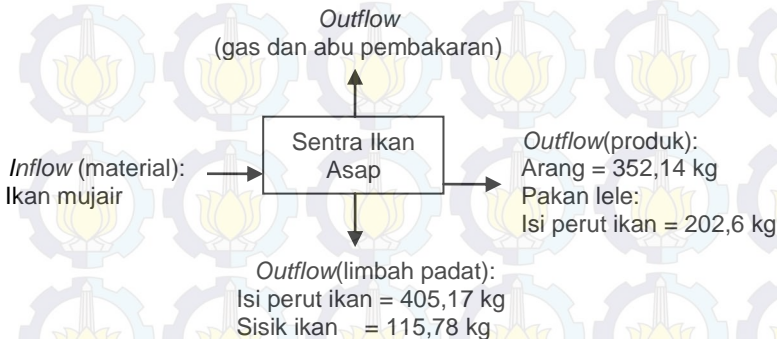 Outflow
(gas dan abu pembakaran)
Sentra Ikan
Asap
Inflow (material):
Ikan mujair
Outflow(produk):
Arang = 352,14 kg
Pakan lele:
Isi perut ikan = 202,6 kg
Outflow(limbah padat):
Isi perut ikan = 405,17 kg
Sisik ikan = 115,78 kg